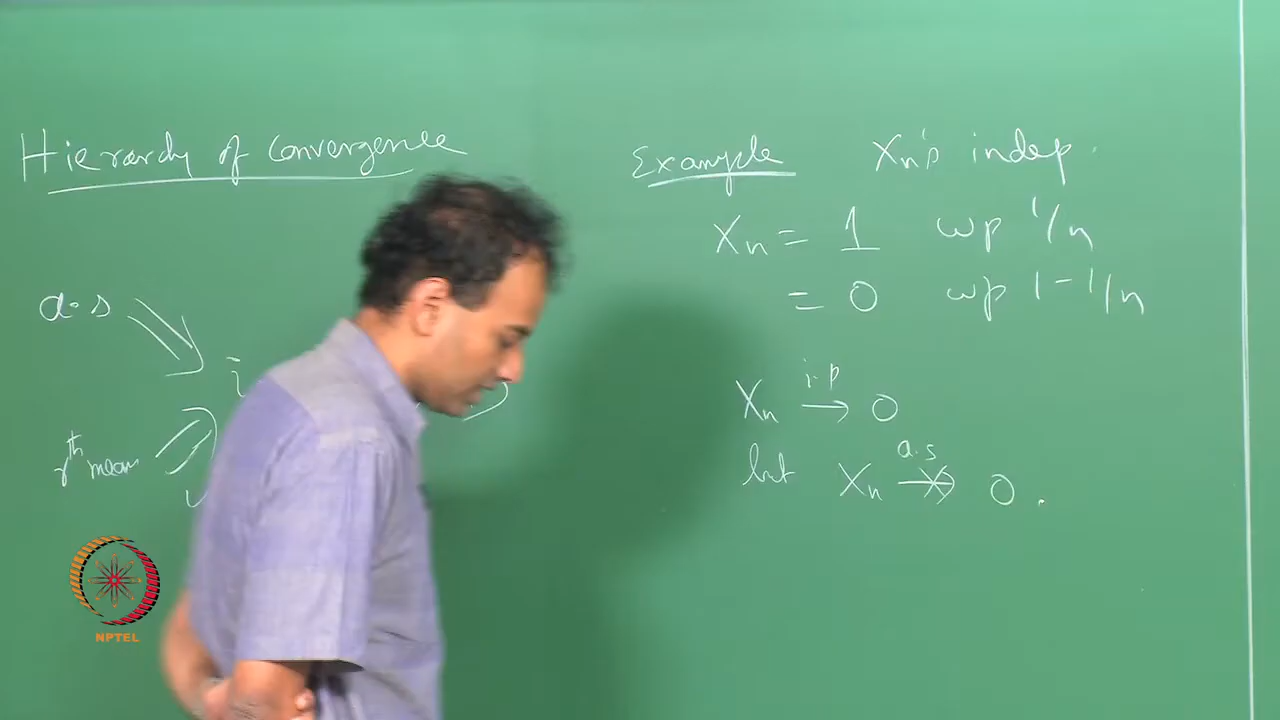 Hierarchy of Convergence
a.s
i
rth mean
Example Xn's indep.
Xn = 1 wp 1/n
= 0 wp 1-1/n
Xn i.p → 0
but Xn a.s ↛ 0.
NPTEL